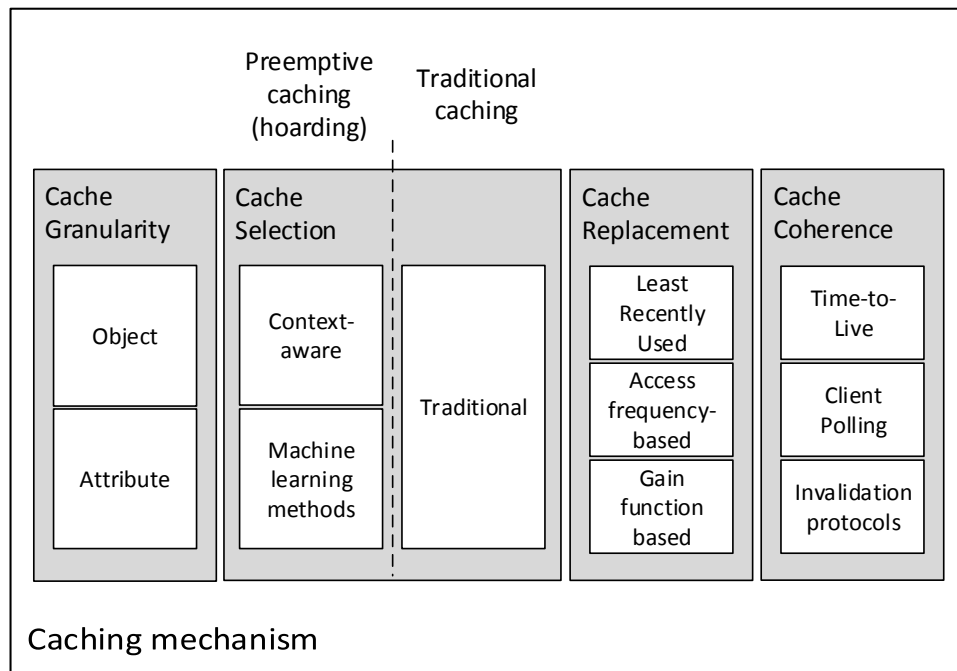 Preemptive
caching
(hoarding)
Traditional
caching
Cache
Granularity
Object
Attribute
Cache
Selection
Context-
aware
Machine
learning
methods
Traditional
Cache
Replacement
Least
Recently
Used
Access
frequency-
based
Gain
function
based
Cache
Coherence
Time-to-
Live
Client
Polling
Invalidation
protocols
Caching mechanism